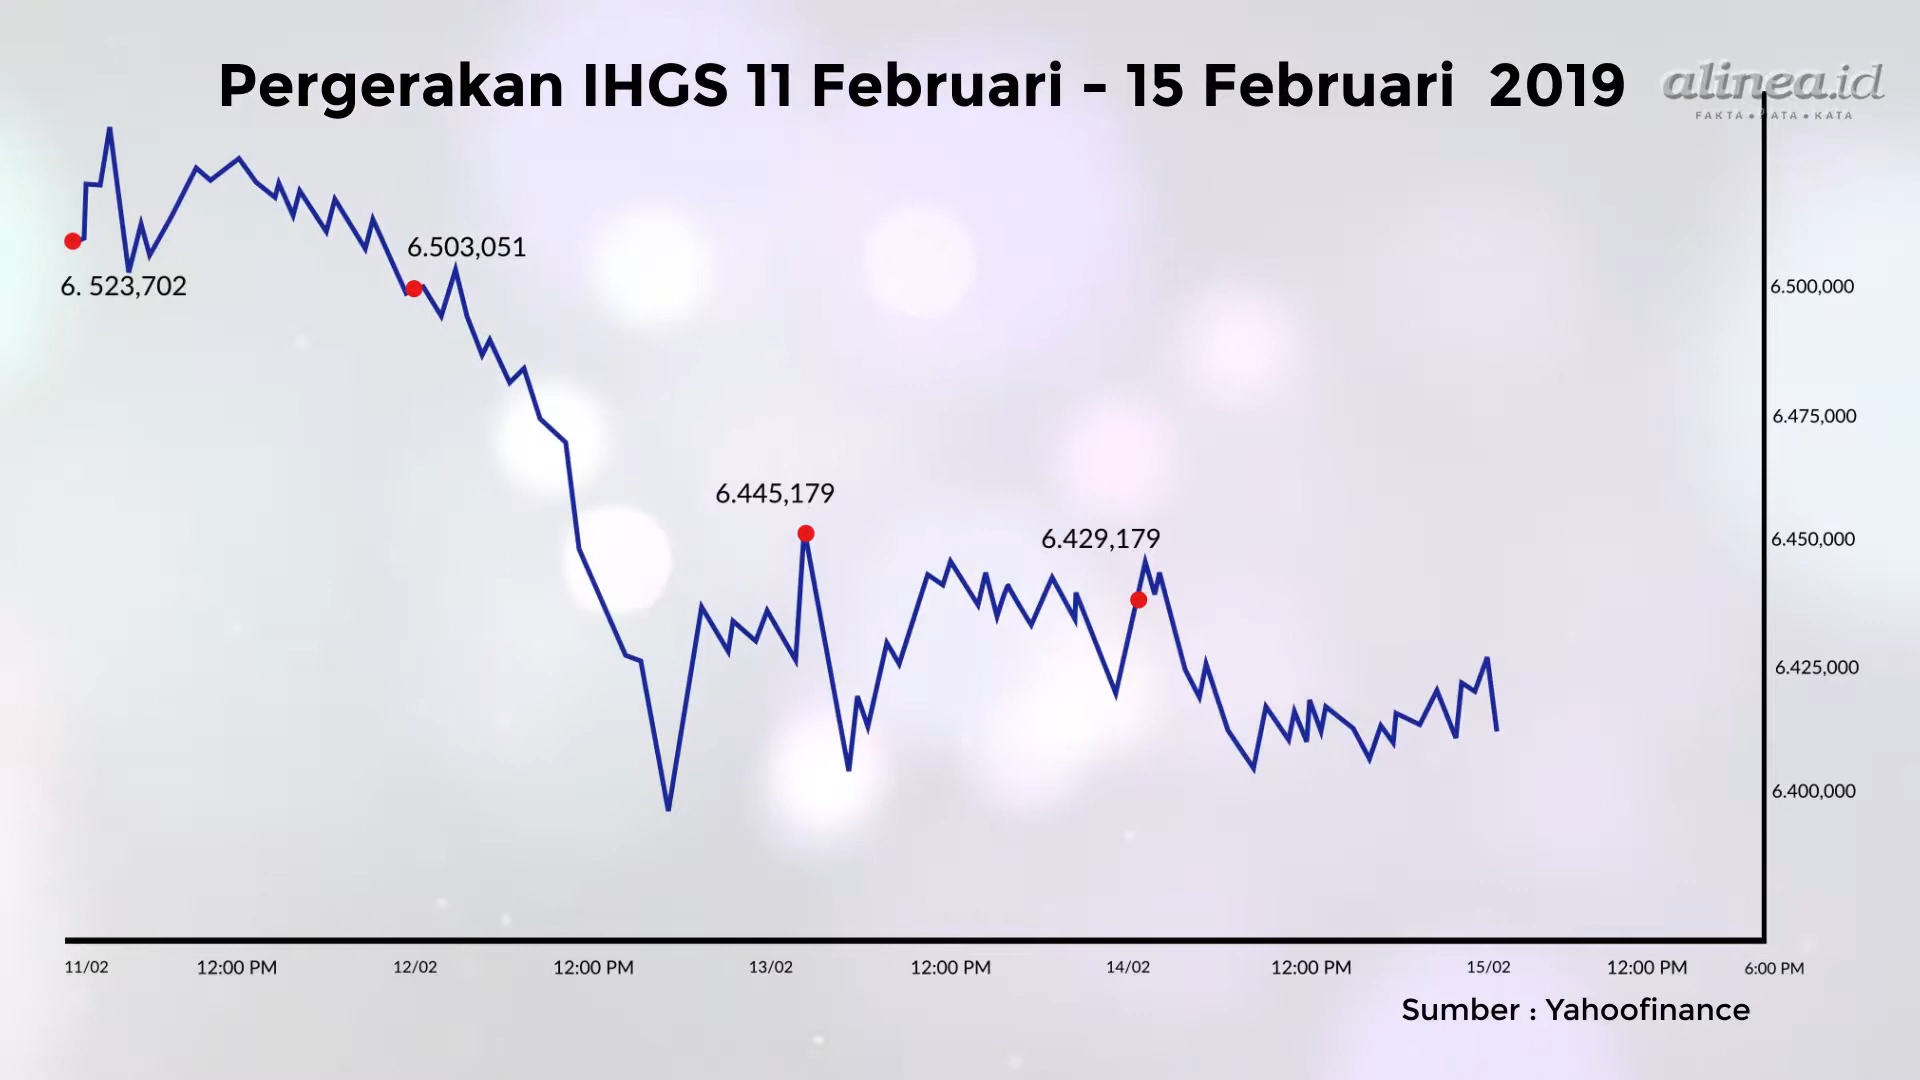 Pergerakan IHGS 11 Februari - 15 Februari 2019
alinea.id
FAKTA • DATA • KATA
6.503,051
6. 523,702
6.500,000
6.475,000
6.445,179
6.429,179
6.450,000
6.425,000
6.400,000
11/02 12:00 PM 12/02 12:00 PM 13/02 12:00 PM 14/02 12:00 PM 15/02 12:00 PM 6:00 PM
Sumber : Yahoofinance